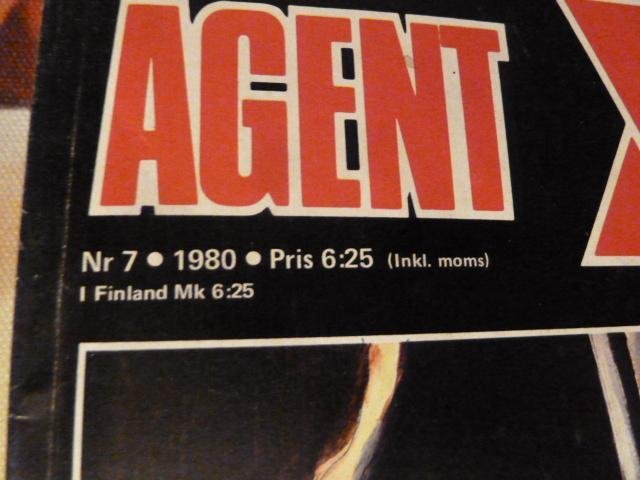 AGENT X
Nr 7 ● 1980 ● Pris 6:25 (Inkl. moms)
I Finland Mk 6:25